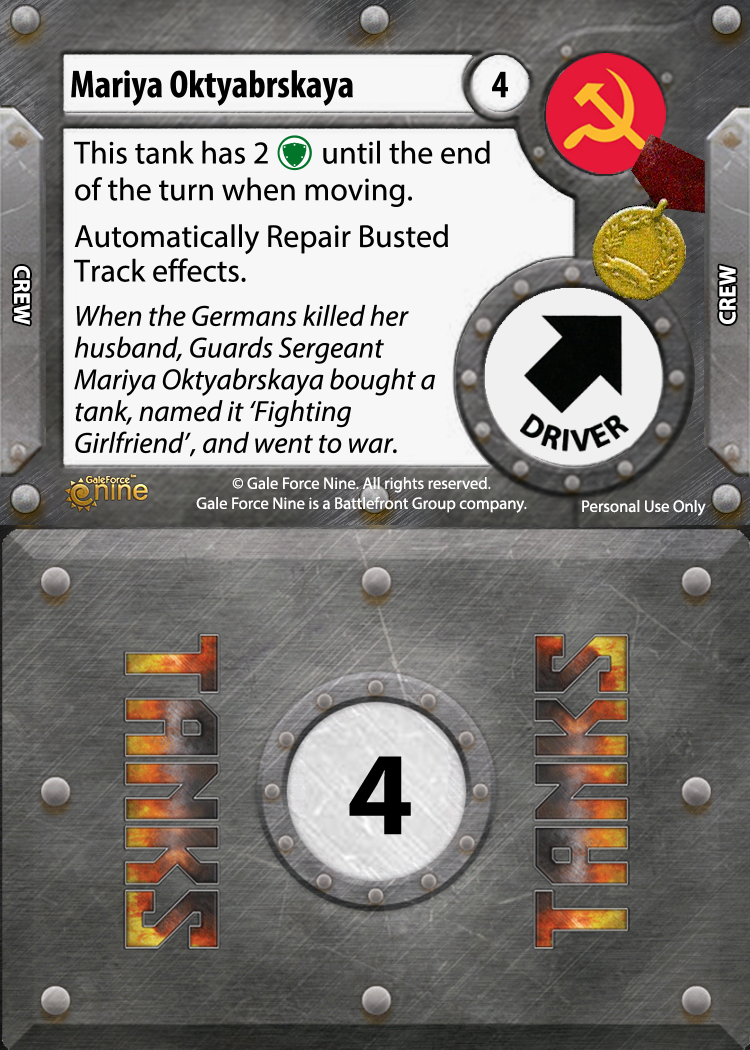 Mariya Oktyabrskaya
4
This tank has 2 until the end
of the turn when moving.
Automatically Repair Busted
Track effects.
When the Germans killed her
husband, Guards Sergeant
Mariya Oktyabrskaya bought a
tank, named it ‘Fighting
Girlfriend’, and went to war.
CREW
CREW
DRIVER
GaleForce™
nine
© Gale Force Nine. All rights reserved.
Gale Force Nine is a Battlefront Group company.
Personal Use Only
TANKS
4
TANKS